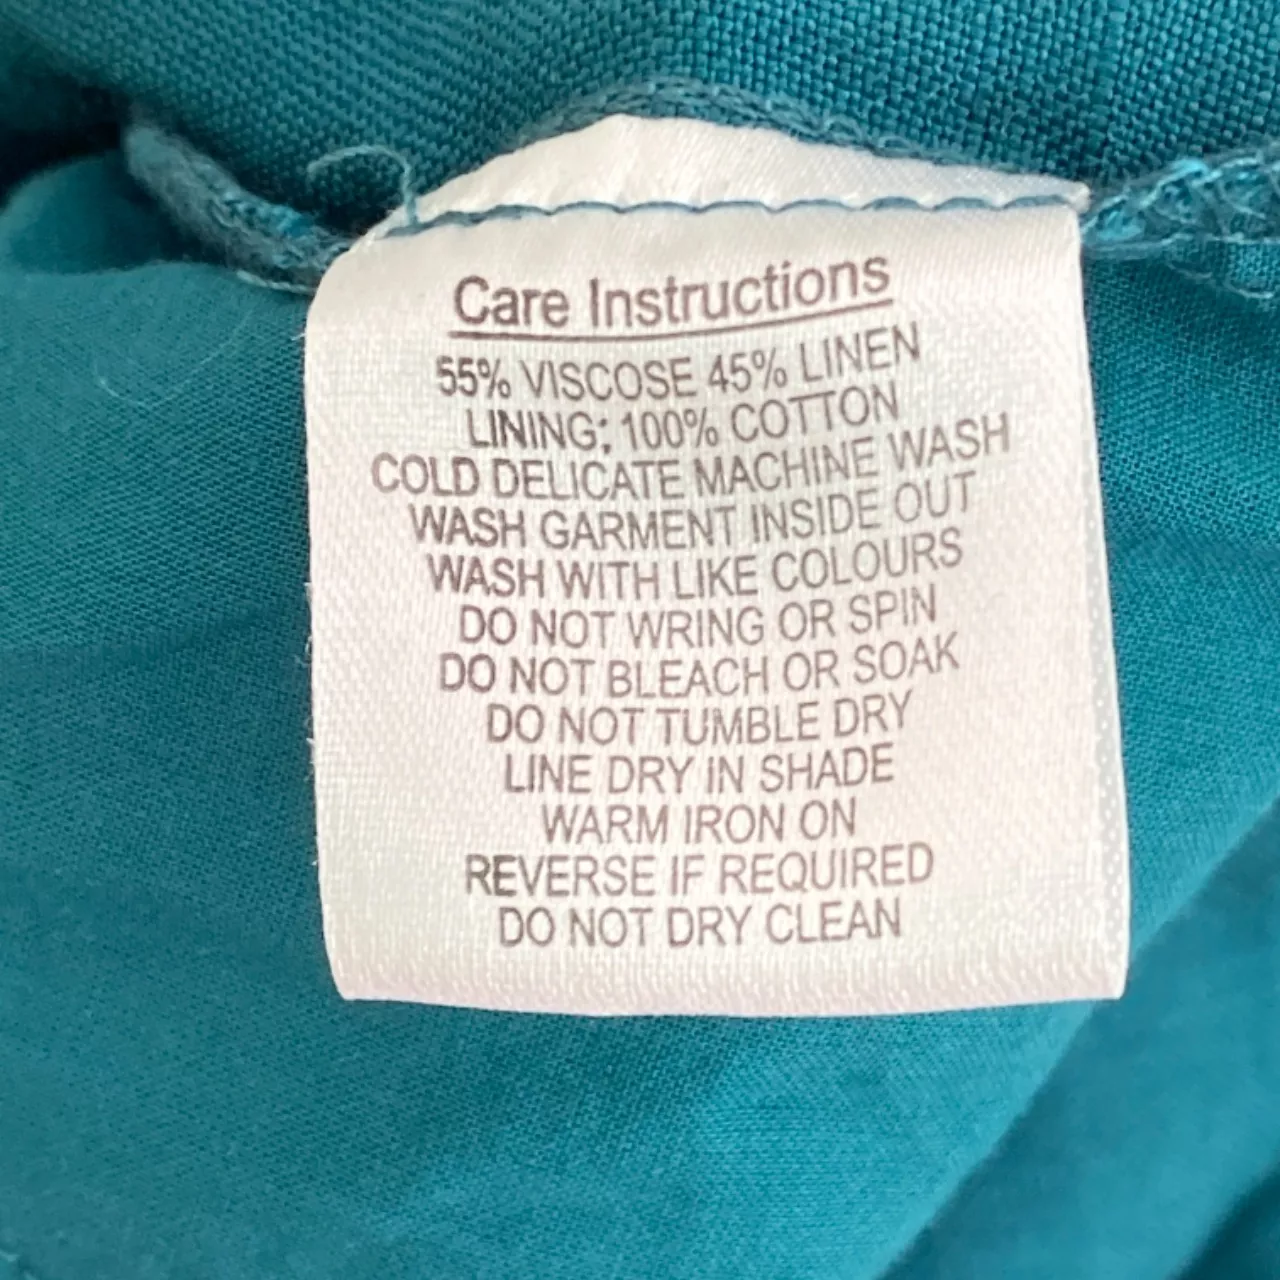 Care Instructions
55% VISCOSE 45% LINEN
LINING; 100% COTTON
COLD DELICATE MACHINE WASH
WASH GARMENT INSIDE OUT
WASH WITH LIKE COLOURS
DO NOT WRING OR SPIN
DO NOT BLEACH OR SOAK
DO NOT TUMBLE DRY
LINE DRY IN SHADE
WARM IRON ON
REVERSE IF REQUIRED
DO NOT DRY CLEAN